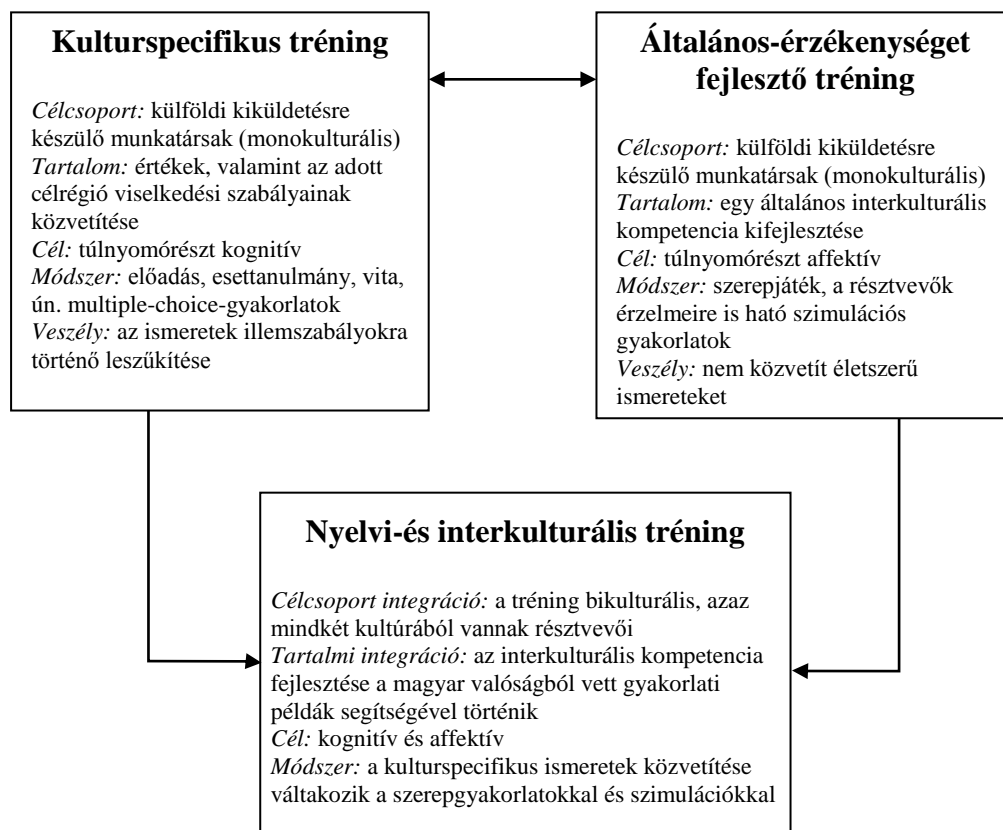 Kulturspecifikus tréning
Célcsoport: külföldi kiküldetésre
készülő munkatársak (monokulturális)
Tartalom: értékek, valamint az adott
célrégió viselkedési szabályainak
közvetítése
Cél: túlnyomórészt kognitív
Módszer: előadás, esettanulmány, vita,
ún. multiple-choice-gyakorlatok
Veszély: az ismeretek illemszabályokra
történő leszűkítése
Általános-érzékenységet
fejlesztő tréning
Célcsoport: külföldi kiküldetésre
készülő munkatársak (monokulturális)
Tartalom: egy általános interkulturális
kompetencia kifejlesztése
Cél: túlnyomórészt affektív
Módszer: szerepjáték, a résztvevők
érzelmeire is ható szimulációs
gyakorlatok
Veszély: nem közvetít életszerű
ismereteket
Nyelvi-és interkulturális tréning
Célcsoport integráció: a tréning bikulturális, azaz
mindkét kultúrából vannak résztvevői
Tartalmi integráció: az interkulturális kompetencia
fejlesztése a magyar valóságból vett gyakorlati
példák segítségével történik
Cél: kognitív és affektív
Módszer: a kulturspecifikus ismeretek közvetítése
váltakozik a szerepgyakorlatokkal és szimulációkkal